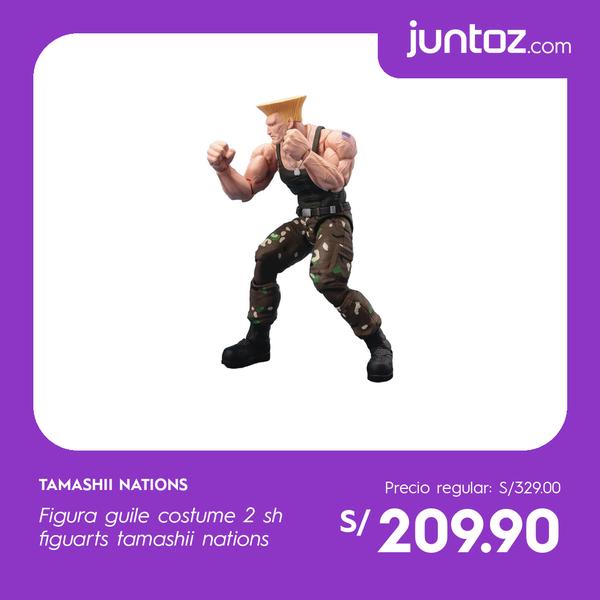 juntoz.com
TAMASHII NATIONS
Figura guile costume 2 sh
figuarts tamashii nations
Precio regular: S/329.00
S/ 209.90